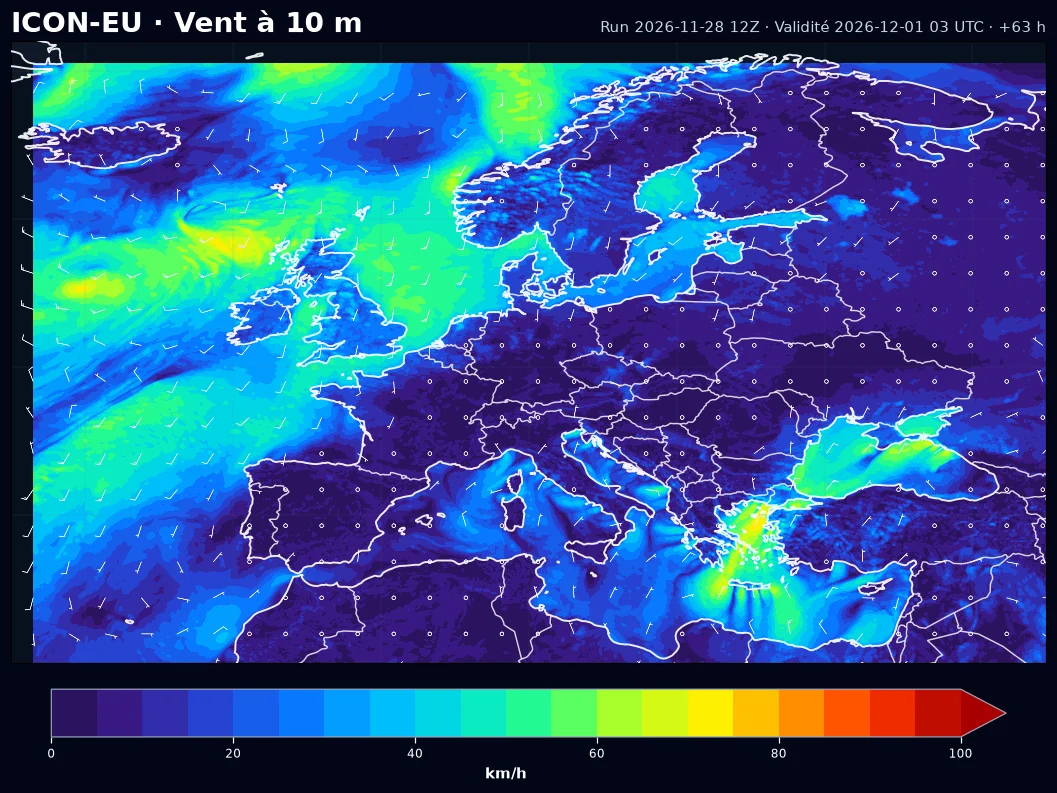 ICON-EU · Vent à 10 m
Run 2026-11-28 12Z · Validité 2026-12-01 03 UTC · +63 h
0 20 40 60 80 100
km/h